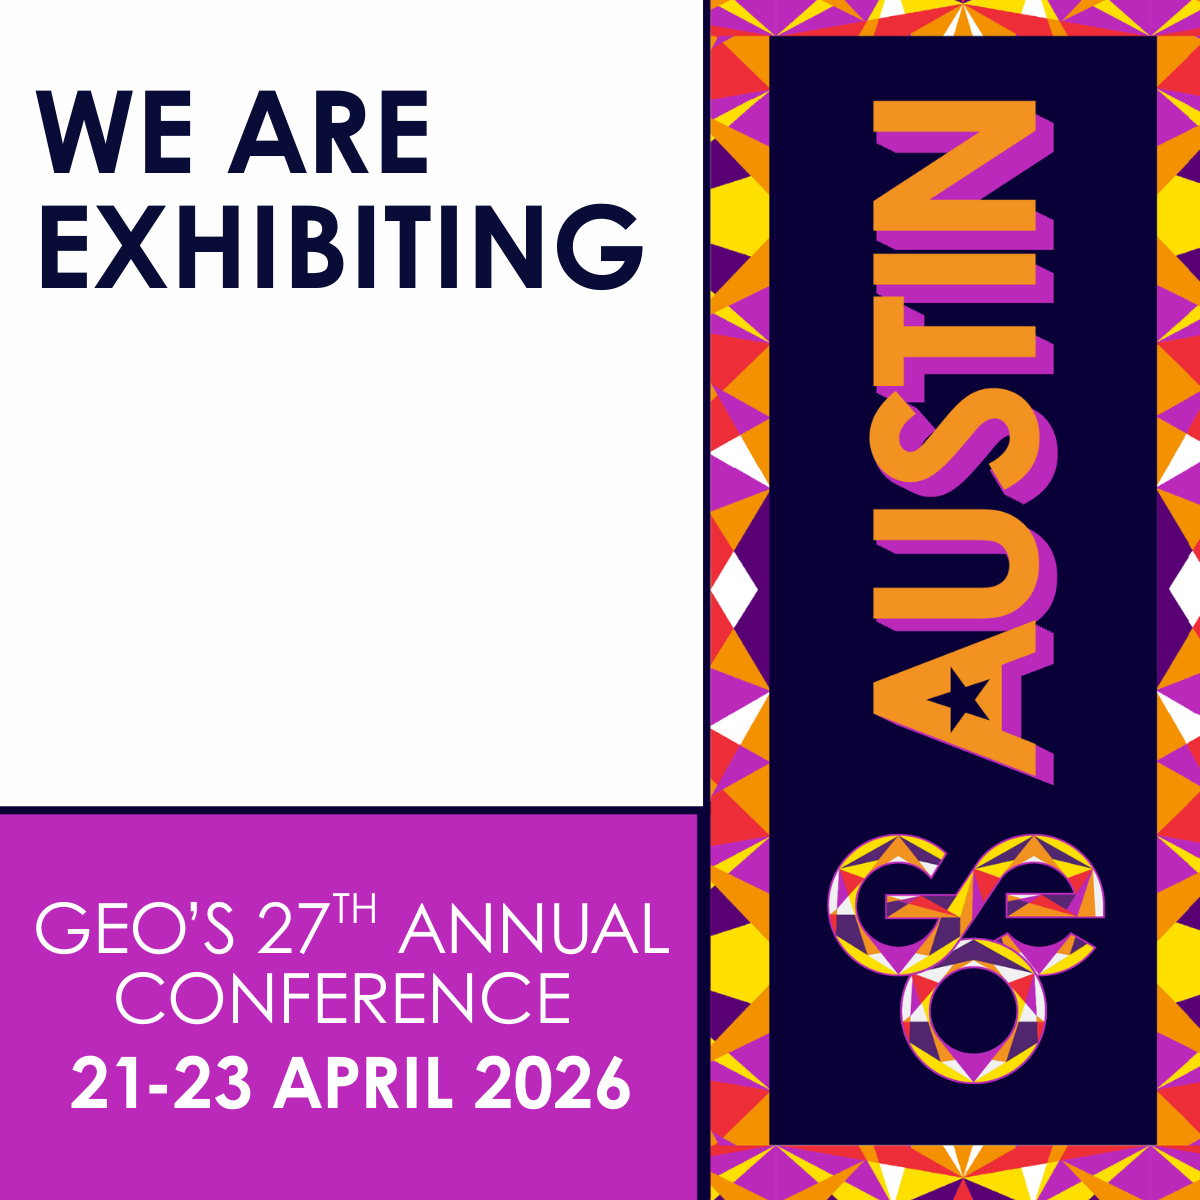 WE ARE
EXHIBITING
GEO'S 27TH ANNUAL
CONFERENCE
21-23 APRIL 2026
AUSTIN
GEO